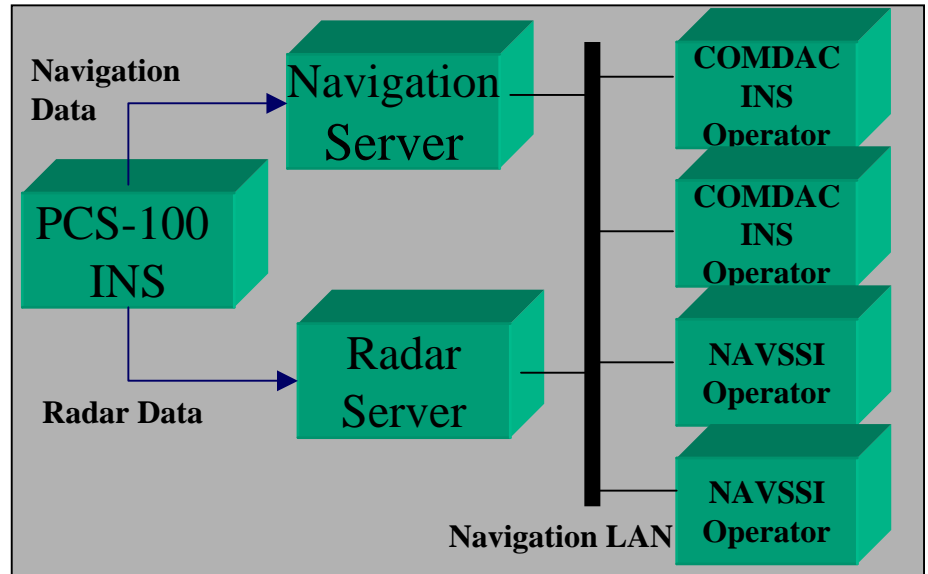 Navigation
Data
Navigation
Server
PCS-100
INS
Radar
Server
Radar Data
Navigation LAN
COMDAC
INS
Operator
COMDAC
INS
Operator
NAVSSI
Operator
NAVSSI
Operator